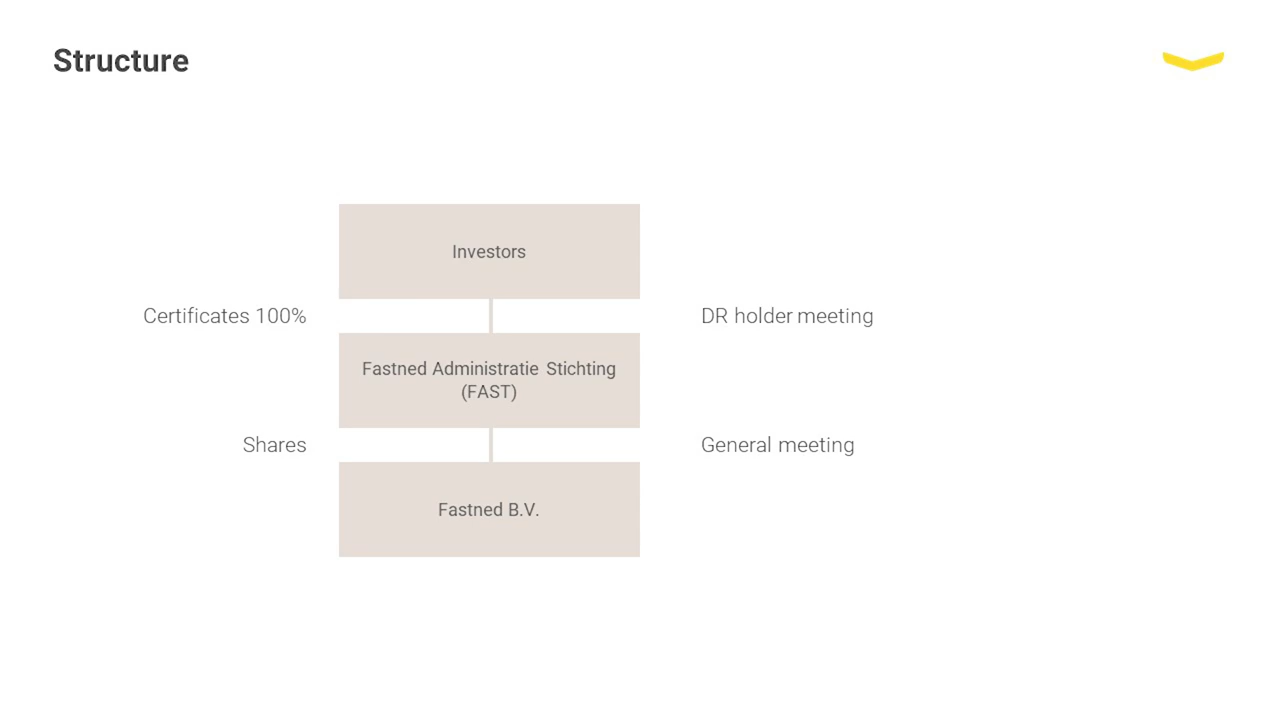 Structure
Investors
Certificates 100%
DR holder meeting
Fastned Administratie Stichting
(FAST)
Shares
General meeting
Fastned B.V.